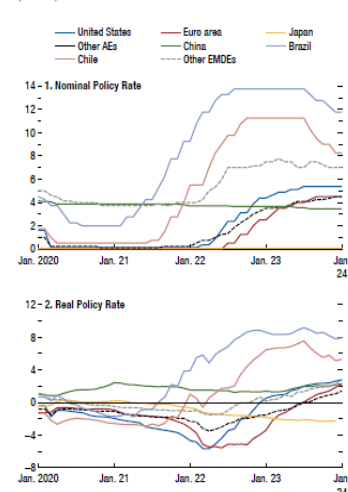 United States Euro area Japan
Other AEs China Brazil
Chile Other EMDEs
14 1. Nominal Policy Rate
12
10
8
6
4
2
0
Jan. 2020 Jan. 21 Jan. 22 Jan. 23 Jan.
24
12 2. Real Policy Rate
8
4
0
−4
−8
Jan. 2020 Jan. 21 Jan. 22 Jan. 23 Jan.